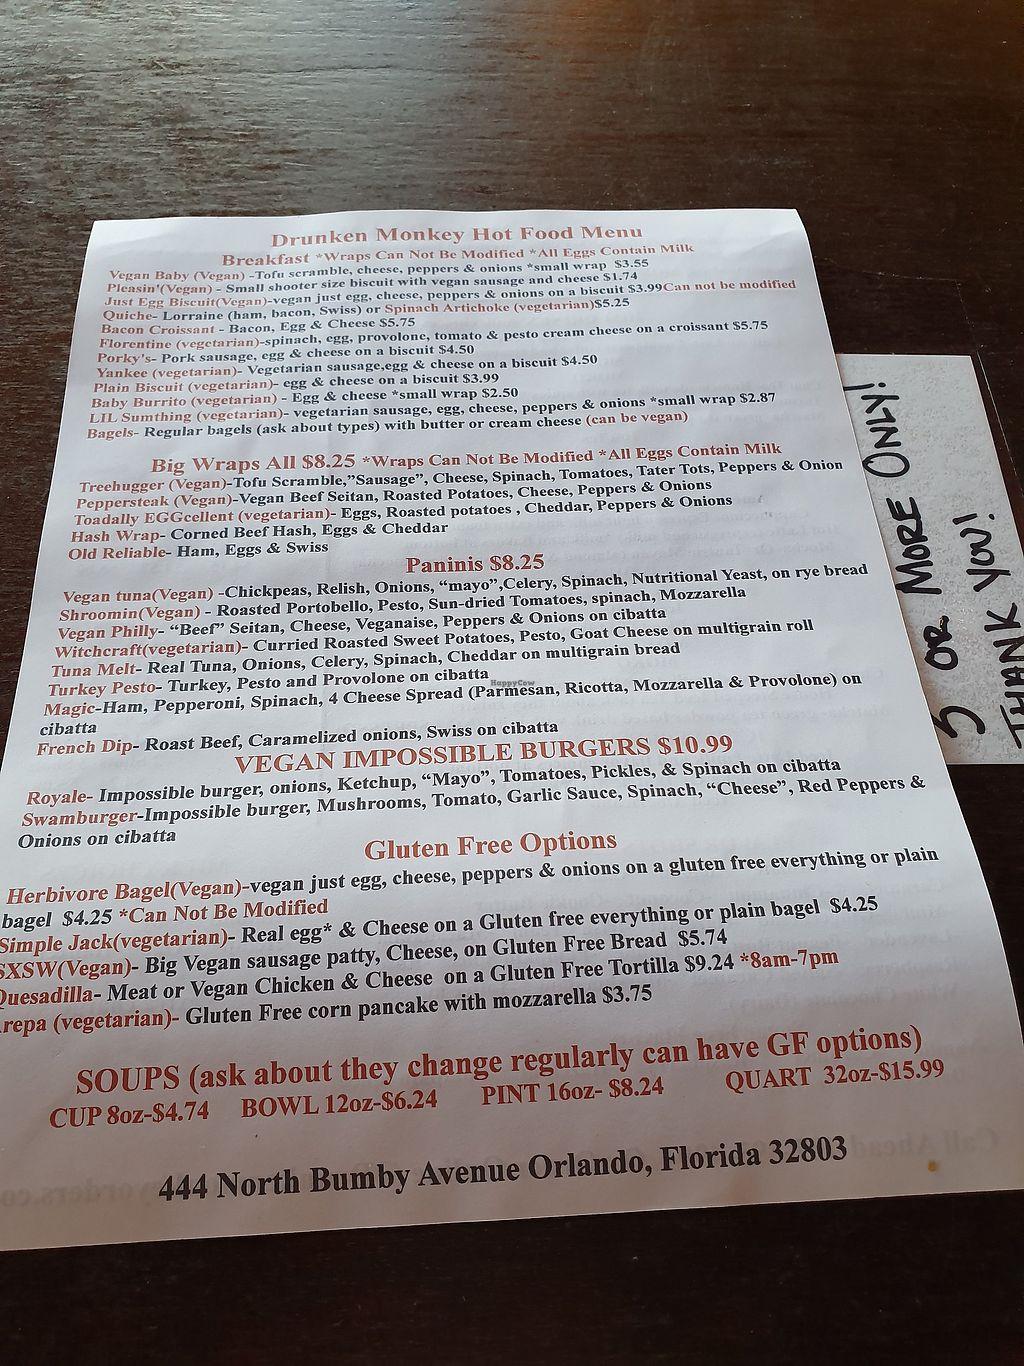 Drunken Monkey Hot Food Menu
Breakfast *Wraps Can Not Be Modified *All Eggs Contain Milk
Vegan Baby (Vegan) -Tofu scramble, cheese, peppers & onions *small wrap $3.55
Pleasin'(Vegan) - Small shooter size biscuit with vegan sausage and cheese $1.74
Just Egg Biscuit(Vegan)-vegan just egg, cheese, peppers & onions on a biscuit $3.99Can not be modified
Quiche- Lorraine (ham, bacon, Swiss) or Spinach Artichoke (vegetarian)$5.25
Bacon Croissant - Bacon, Egg & Cheese $5.75
Florentine (vegetarian)-spinach, egg, provolone, tomato & pesto cream cheese on a croissant $5.75
Porky's- Pork sausage, egg & cheese on a biscuit $4.50
Yankee (vegetarian)- Vegetarian sausage,egg & cheese on a biscuit $4.50
Plain Biscuit (vegetarian)- egg & cheese on a biscuit $3.99
Baby Burrito (vegetarian) - Egg & cheese *small wrap $2.50
LIL Sumthing (vegetarian)- vegetarian sausage, egg, cheese, peppers & onions *small wrap $2.87
Bagels- Regular bagels (ask about types) with butter or cream cheese (can be vegan)
Big Wraps All $8.25 *Wraps Can Not Be Modified *All Eggs Contain Milk
Treehugger (Vegan)-Tofu Scramble,"Sausage", Cheese, Spinach, Tomatoes, Tater Tots, Peppers & Onion
Peppersteak (Vegan)-Vegan Beef Seitan, Roasted Potatoes, Cheese, Peppers & Onions
Toadally EGGcellent (vegetarian)- Eggs, Roasted potatoes , Cheddar, Peppers & Onions
Hash Wrap- Corned Beef Hash, Eggs & Cheddar
Old Reliable- Ham, Eggs & Swiss
Paninis $8.25
Vegan tuna(Vegan) -Chickpeas, Relish, Onions, "mayo",Celery, Spinach, Nutritional Yeast, on rye bread
Shroomin(Vegan) - Roasted Portobello, Pesto, Sun-dried Tomatoes, spinach, Mozzarella
Vegan Philly- "Beef" Seitan, Cheese, Veganaise, Peppers & Onions on cibatta
Witchcraft(vegetarian)- Curried Roasted Sweet Potatoes, Pesto, Goat Cheese on multigrain roll
Tuna Melt- Real Tuna, Onions, Celery, Spinach, Cheddar on multigrain bread
Turkey Pesto- Turkey, Pesto and Provolone on cibatta
Magic-Ham, Pepperoni, Spinach, 4 Cheese Spread (Parmesan, Ricotta, Mozzarella & Provolone) on
cibatta
French Dip- Roast Beef, Caramelized onions, Swiss on cibatta
VEGAN IMPOSSIBLE BURGERS $10.99
Royale- Impossible burger, onions, Ketchup, "Mayo", Tomatoes, Pickles, & Spinach on cibatta
Swamburger-Impossible burger, Mushrooms, Tomato, Garlic Sauce, Spinach, "Cheese", Red Peppers &
Onions on cibatta
Gluten Free Options
Herbivore Bagel(Vegan)-vegan just egg, cheese, peppers & onions on a gluten free everything or plain
bagel $4.25 *Can Not Be Modified
Simple Jack(vegetarian)- Real egg* & Cheese on a Gluten free everything or plain bagel $4.25
SXSW(Vegan)- Big Vegan sausage patty, Cheese, on Gluten Free Bread $5.74
Quesadilla- Meat or Vegan Chicken & Cheese on a Gluten Free Tortilla $9.24 *8am-7pm
repa (vegetarian)- Gluten Free corn pancake with mozzarella $3.75
SOUPS (ask about they change regularly can have GF options)
CUP 8oz-$4.74 BOWL 12oz-$6.24 PINT 16oz- $8.24 QUART 32oz-$15.99
444 North Bumby Avenue Orlando, Florida 32803
5 OR MORE ONLY!
THANK YOU!
HappyCow